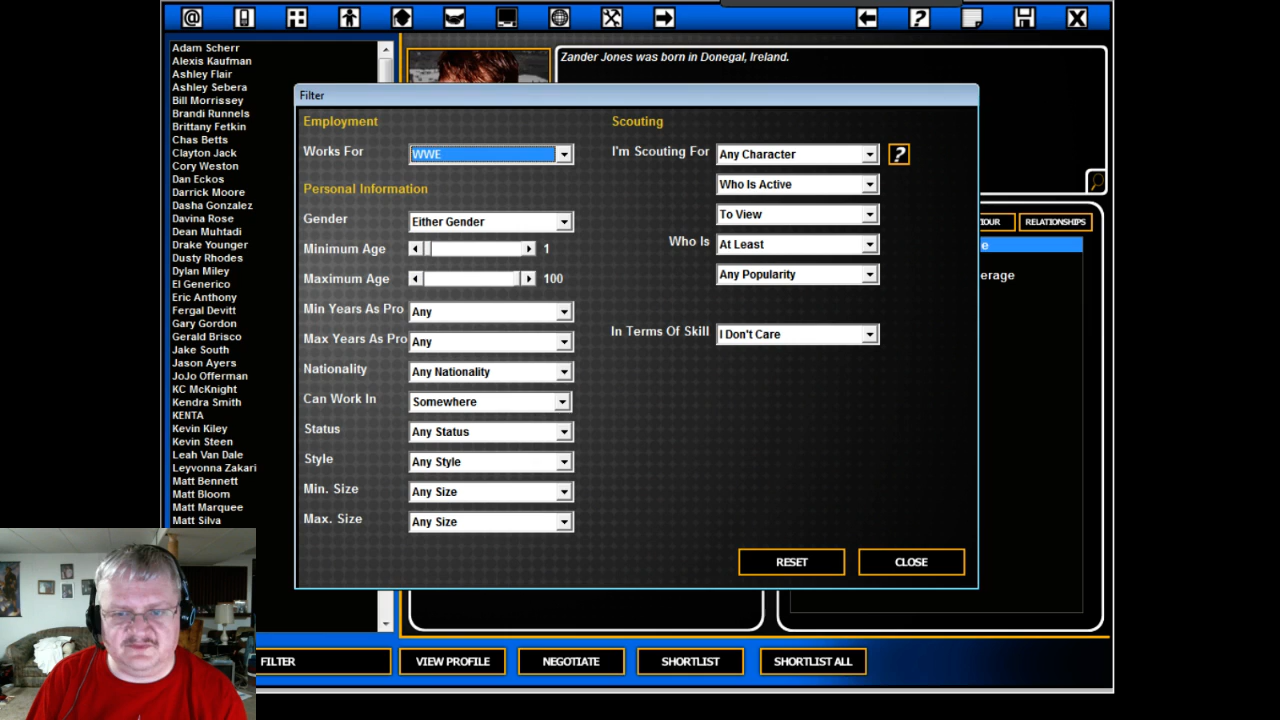 @
?
X
Adam Scherr
Alexis Kaufman
Ashley Flair
Ashley Sebera
Bill Morrissey
Brandi Runnels
Brittany Fetkin
Chas Betts
Clayton Jack
Cory Weston
Dan Eckos
Darrick Moore
Dasha Gonzalez
Davina Rose
Dean Muhtadi
Drake Younger
Dusty Rhodes
Dylan Miley
El Generico
Eric Anthony
Fergal Devitt
Gary Gordon
Gerald Brisco
Jake South
Jason Ayers
JoJo Offerman
KC McKnight
Kendra Smith
KENTA
Kevin Kiley
Kevin Steen
Leah Van Dale
Leyvonna Zakari
Matt Bennett
Matt Bloom
Matt Marquee
Matt Silva
Zander Jones was born in Donegal, Ireland.
Filter
Employment
Works For WWE
Personal Information
Gender Either Gender
Minimum Age 1
Maximum Age 100
Min Years As Pro Any
Max Years As Pro Any
Nationality Any Nationality
Can Work In Somewhere
Status Any Status
Style Any Style
Min. Size Any Size
Max. Size Any Size
Scouting
I'm Scouting For Any Character ?
Who Is Active
To View
Who Is At Least
Any Popularity
In Terms Of Skill I Don't Care
RESET CLOSE
RELATIONSHIPS
FILTER VIEW PROFILE NEGOTIATE SHORTLIST SHORTLIST ALL